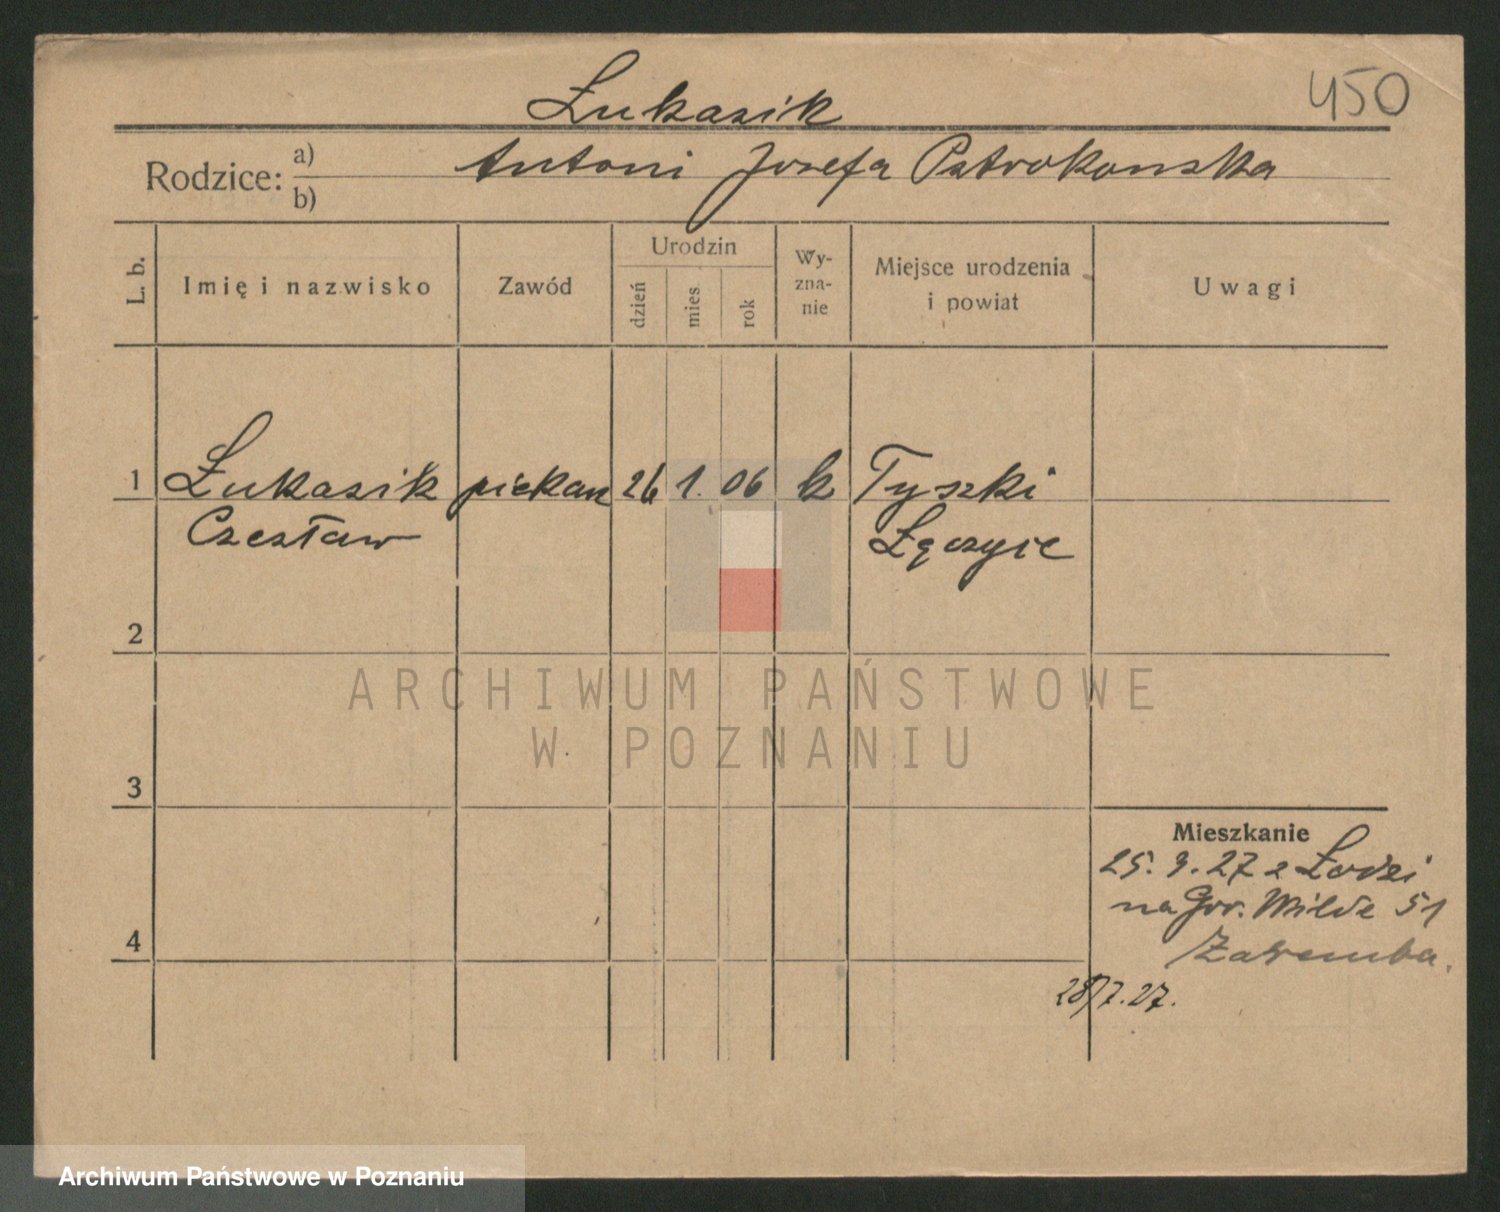 450
Łukasik
Rodzice: a) b)
Antoni Józefa Pstrokonska
L. b.
Imię i nazwisko
Zawód
Urodzin
dzień
mies
rok
Wy-
zna-
nie
Miejsce urodzenia
i powiat
Uwagi
1 Łukasik piekarz 26 1. 06 k Tyszki
Czesław Łęczyce
2
3
4
Mieszkanie
25. 3. 27 z Łodzi
na Gór. Wilde 51
Zaremba.
28/7. 27.
ARCHIWUM PAŃSTWOWE
W POZNANIU
Archiwum Państwowe w Poznaniu